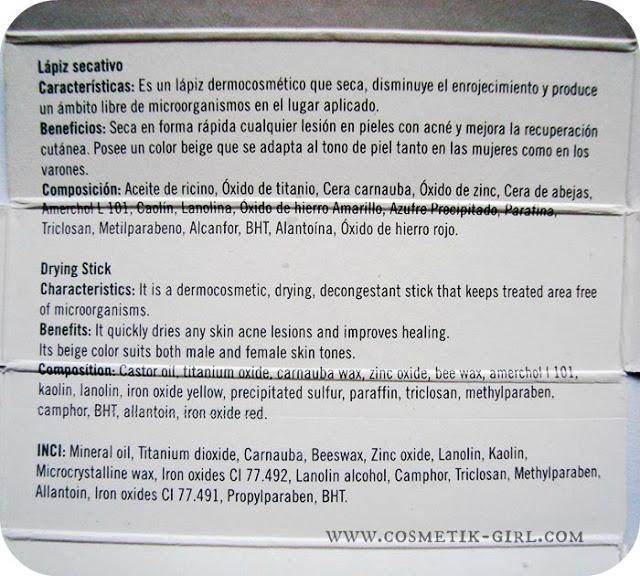 Lápiz secativo
Características: Es un lápiz dermocosmético que seca, disminuye el enrojecimiento y produce
un ámbito libre de microorganismos en el lugar aplicado.
Beneficios: Seca en forma rápida cualquier lesión en pieles con acné y mejora la recuperación
cutánea. Posee un color beige que se adapta al tono de piel tanto en las mujeres como en los
varones.
Composición: Aceite de ricino, Óxido de titanio, Cera carnauba, Óxido de zinc, Cera de abejas,
Amerchol L 101, Caolín, Lanolina, Óxido de hierro Amarillo, Azufre Precipitado, Parafina,
Triclosan, Metilparabeno, Alcanfor, BHT, Alantoína, Óxido de hierro rojo.
Drying Stick
Characteristics: It is a dermocosmetic, drying, decongestant stick that keeps treated area free
of microorganisms.
Benefits: It quickly dries any skin acne lesions and improves healing.
Its beige color suits both male and female skin tones.
Composition: Castor oil, titanium oxide, carnauba wax, zinc oxide, bee wax, amerchol l 101,
kaolin, lanolin, iron oxide yellow, precipitated sulfur, paraffin, triclosan, methylparaben,
camphor, BHT, allantoin, iron oxide red.
INCI: Mineral oil, Titanium dioxide, Carnauba, Beeswax, Zinc oxide, Lanolin, Kaolin,
Microcrystalline wax, Iron oxides CI 77.492, Lanolin alcohol, Camphor, Triclosan, Methylparaben,
Allantoin, Iron oxides CI 77.491, Propylparaben, BHT.
WWW.COSMETIK-GIRL.COM